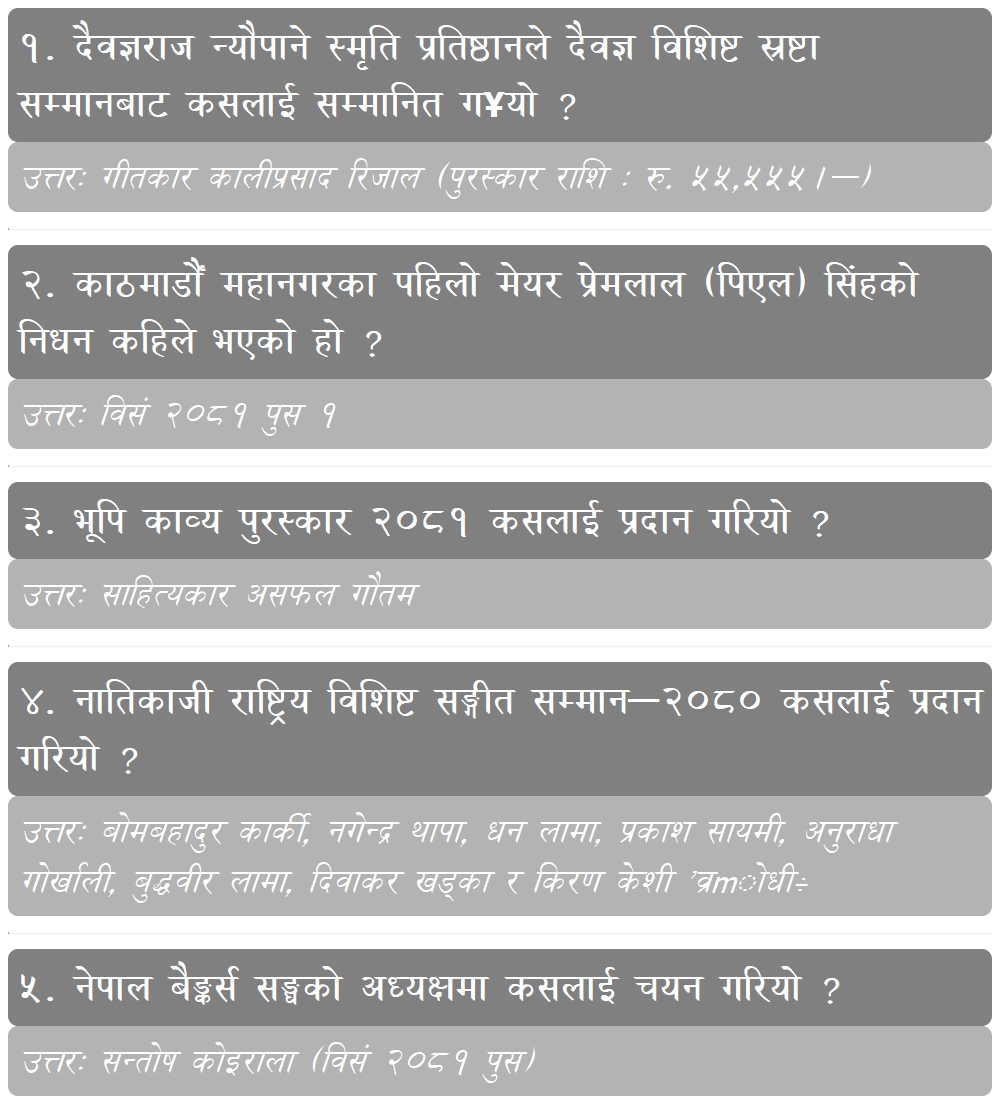 १. दैवज्ञराज न्यौपाने स्मृति प्रतिष्ठानले दैवज्ञ विशिष्ट स्रष्टा
सम्मानबाट कसलाई सम्मानित ग¥यो ?
उत्तरः गीतकार कालीप्रसाद रिजाल (पुरस्कार राशि : रु. ५५,५५५।—)
२. काठमाडौँ महानगरका पहिलो मेयर प्रेमलाल (पिएल) सिंहको
निधन कहिले भएको हो ?
उत्तरः विसं २०८१ पुस १
३. भूपि काव्य पुरस्कार २०८१ कसलाई प्रदान गरियो ?
उत्तरः साहित्यकार असफल गौतम
४. नातिकाजी राष्ट्रिय विशिष्ट सङ्गीत सम्मान—२०८० कसलाई प्रदान
गरियो ?
उत्तरः बोमबहादुर कार्की, नगेन्द्र थापा, धन लामा, प्रकाश सायमी, अनुराधा
गोर्खाली, बुद्धवीर लामा, दिवाकर खड्का र किरण केशी ’व्रmोधी÷
५. नेपाल बैङ्कर्स सङ्घको अध्यक्षमा कसलाई चयन गरियो ?
उत्तरः सन्तोष कोइराला (विसं २०८१ पुस)